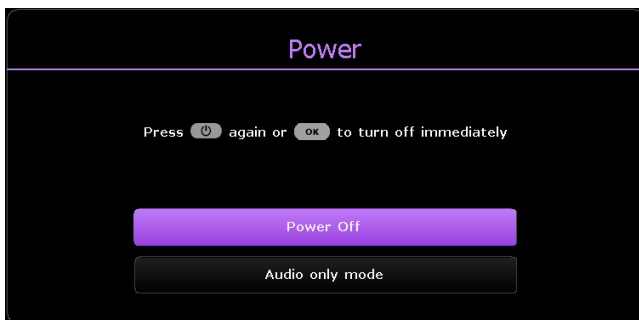 Power
Press again or OK to turn off immediately
Power Off
Audio only mode